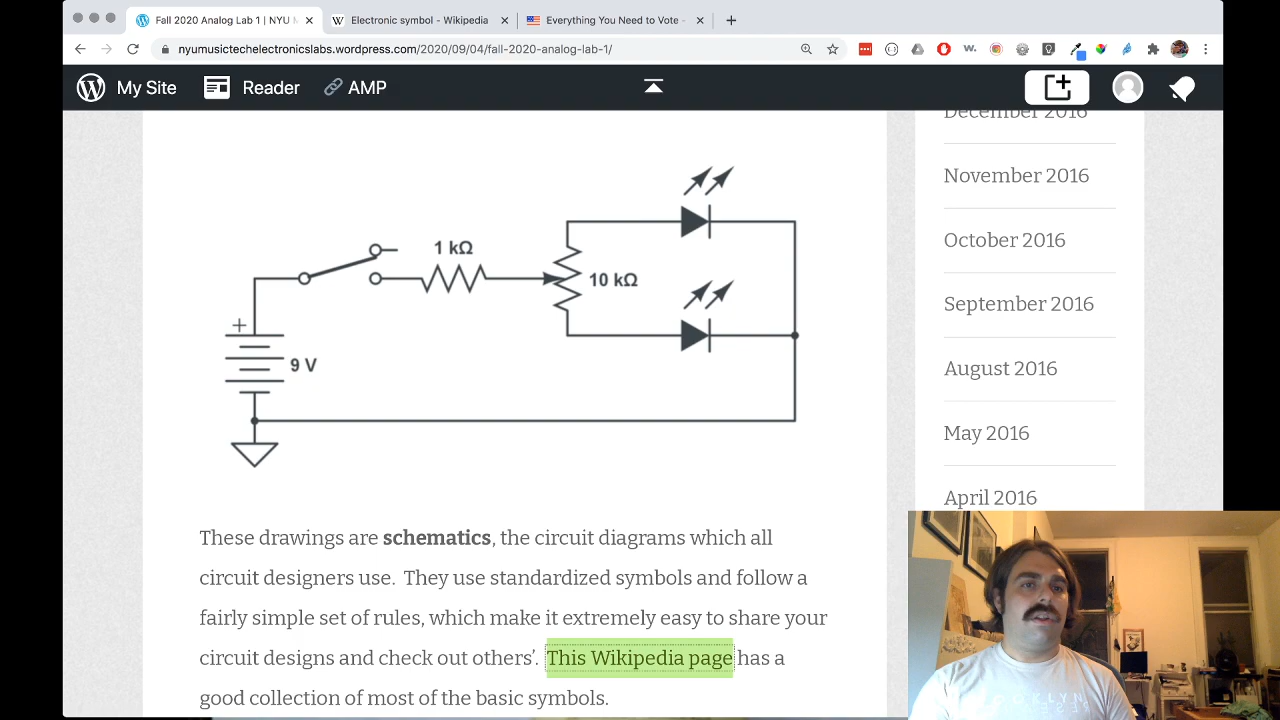 Fall 2020 Analog Lab 1 | NYU M
Electronic symbol - Wikipedia
Everything You Need to Vote -
nyumusictechelectronicslabs.wordpress.com/2020/09/04/fall-2020-analog-lab-1/
My Site Reader AMP
December 2016
November 2016
October 2016
September 2016
August 2016
May 2016
April 2016
1 kΩ
10 kΩ
+
9 V
These drawings are schematics, the circuit diagrams which all
circuit designers use. They use standardized symbols and follow a
fairly simple set of rules, which make it extremely easy to share your
circuit designs and check out others’. This Wikipedia page has a
good collection of most of the basic symbols.
BROOKLYN